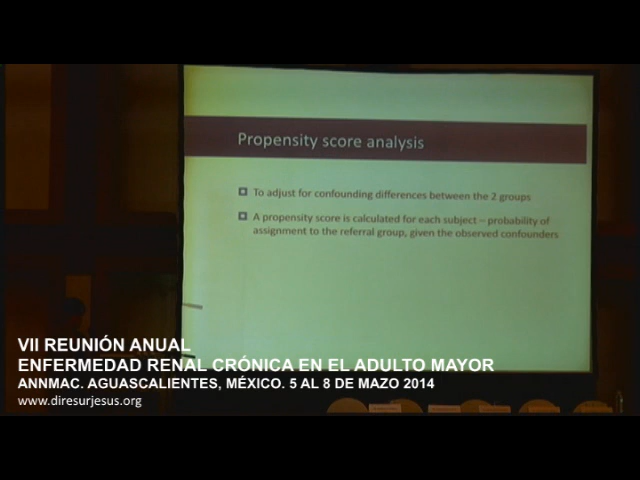 Propensity score analysis
To adjust for confounding differences between the 2 groups
A propensity score is calculated for each subject – probability of
assignment to the referral group, given the observed confounders
VII REUNIÓN ANUAL
ENFERMEDAD RENAL CRÓNICA EN EL ADULTO MAYOR
ANNMAC. AGUASCALIENTES, MÉXICO. 5 AL 8 DE MAZO 2014
www.diresurjesus.org